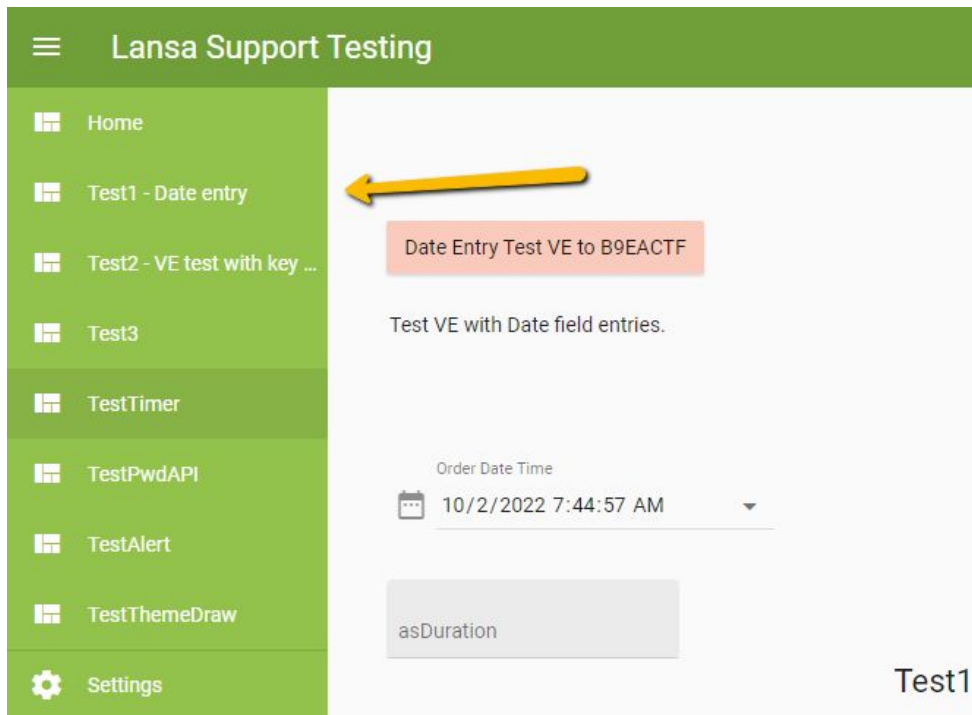 Lansa Support Testing
Home
Test1 - Date entry
Test2 - VE test with key ...
Test3
TestTimer
TestPwdAPI
TestAlert
TestThemeDraw
Settings
Date Entry Test VE to B9EACTF
Test VE with Date field entries.
Order Date Time
10/2/2022 7:44:57 AM
asDuration
Test1